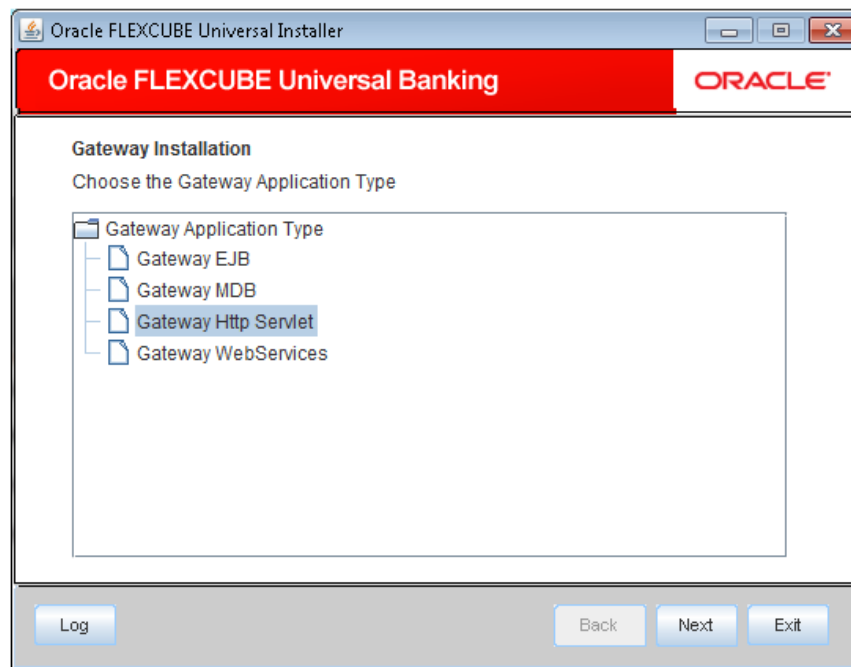 Oracle FLEXCUBE Universal Installer
Oracle FLEXCUBE Universal Banking
ORACLE
Gateway Installation
Choose the Gateway Application Type
Gateway Application Type
Gateway EJB
Gateway MDB
Gateway Http Servlet
Gateway WebServices
Log Back Next Exit